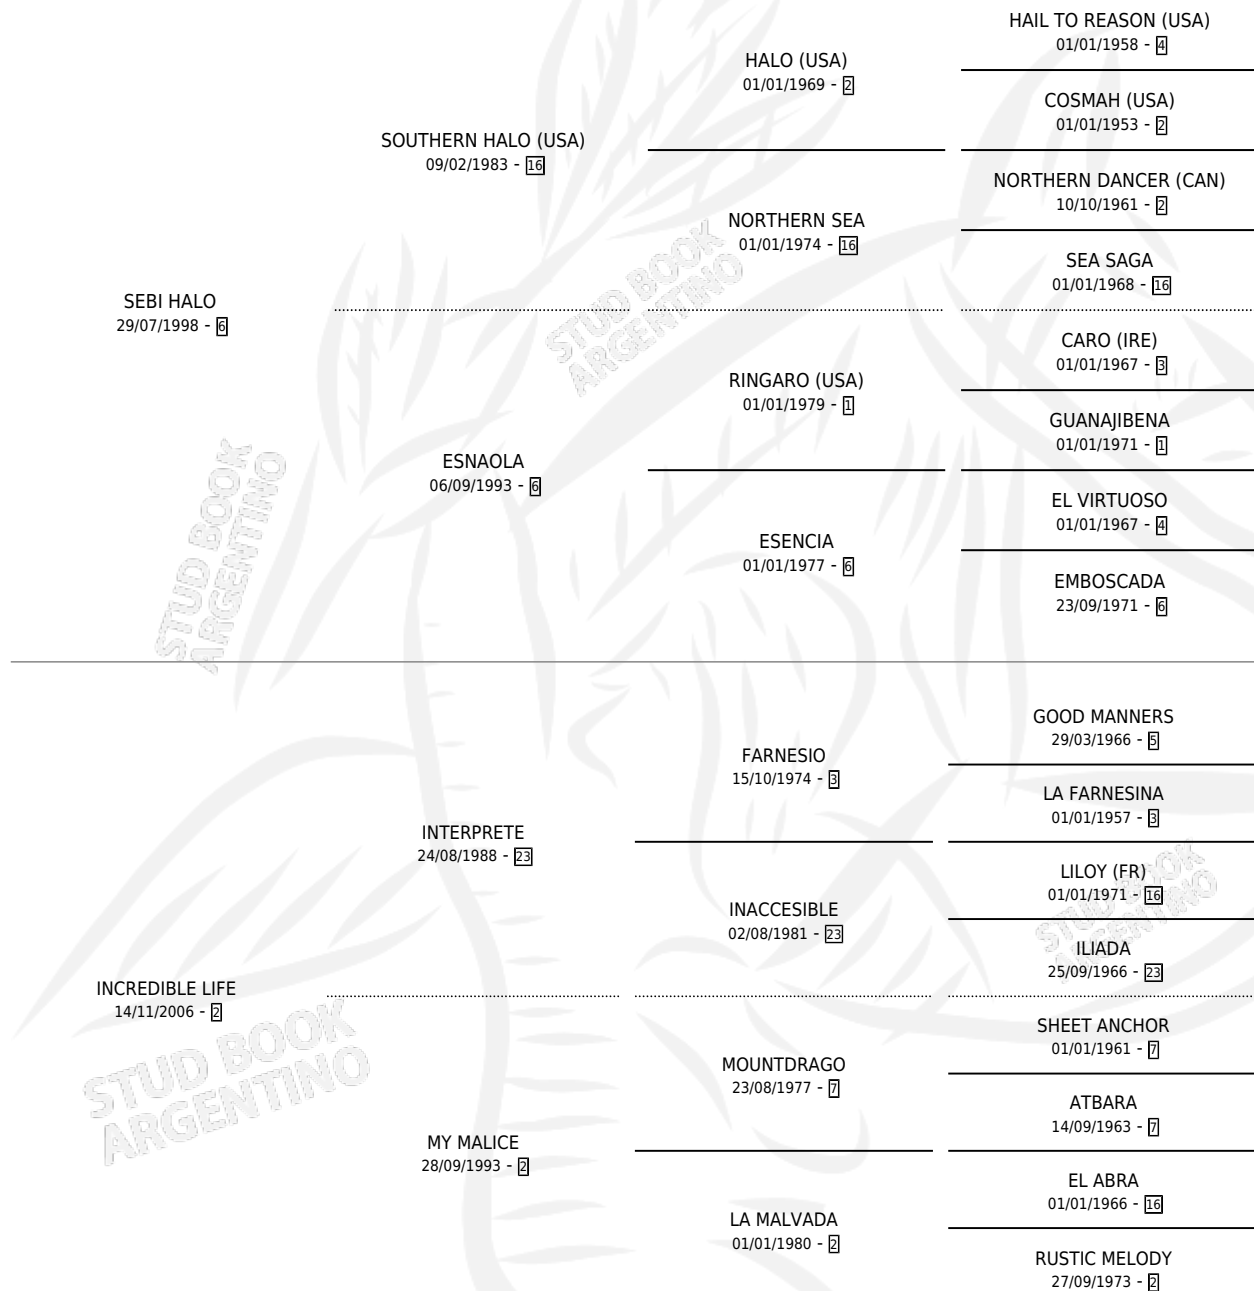 HAIL TO REASON (USA)
01/01/1958 - 4
HALO (USA)
01/01/1969 - 2
COSMAH (USA)
01/01/1953 - 2
SOUTHERN HALO (USA)
09/02/1983 - 16
NORTHERN DANCER (CAN)
10/10/1961 - 2
NORTHERN SEA
01/01/1974 - 16
SEA SAGA
01/01/1968 - 16
SEBI HALO
29/07/1998 - 6
CARO (IRE)
01/01/1967 - 3
RINGARO (USA)
01/01/1979 - 1
GUANAJIBENA
01/01/1971 - 1
ESNAOLA
06/09/1993 - 6
EL VIRTUOSO
01/01/1967 - 4
ESENCIA
01/01/1977 - 6
EMBOSCADA
23/09/1971 - 6
GOOD MANNERS
29/03/1966 - 5
FARNESIO
15/10/1974 - 3
LA FARNESINA
01/01/1957 - 3
INTERPRETE
24/08/1988 - 23
LILOY (FR)
01/01/1971 - 16
INACCESIBLE
02/08/1981 - 23
ILIADA
25/09/1966 - 23
INCREDIBLE LIFE
14/11/2006 - 2
SHEET ANCHOR
01/01/1961 - 7
MOUNTDRAGO
23/08/1977 - 7
ATBARA
14/09/1963 - 7
MY MALICE
28/09/1993 - 2
EL ABRA
01/01/1966 - 16
LA MALVADA
01/01/1980 - 2
RUSTIC MELODY
27/09/1973 - 2
STUD BOOK
ARGENTINO
STUD BOOK
ARGENTINO
STUD BOOK
ARGENTINO
STUD BOOK
ARGENTINO